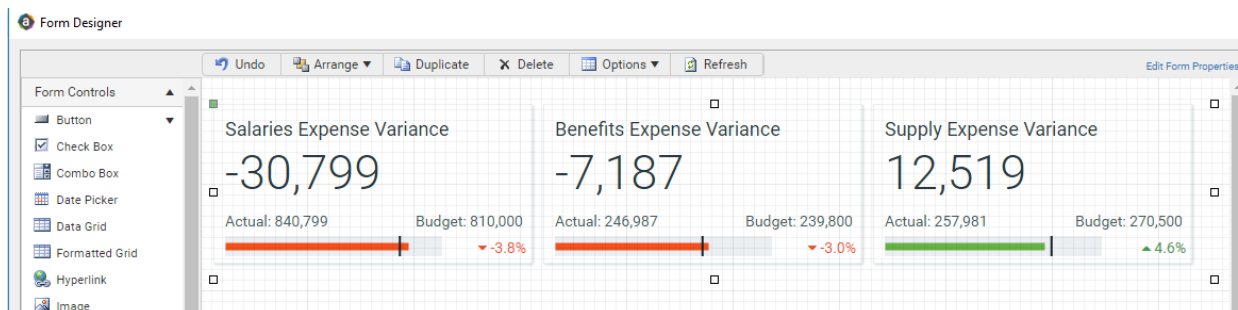 Form Designer
Undo Arrange Duplicate Delete Options Refresh Edit Form Properties
Form Controls
Button
Check Box
Combo Box
Date Picker
Data Grid
Formatted Grid
Hyperlink
Image
Salaries Expense Variance
-30,799
Actual: 840,799 Budget: 810,000
-3.8%
Benefits Expense Variance
-7,187
Actual: 246,987 Budget: 239,800
-3.0%
Supply Expense Variance
12,519
Actual: 257,981 Budget: 270,500
4.6%